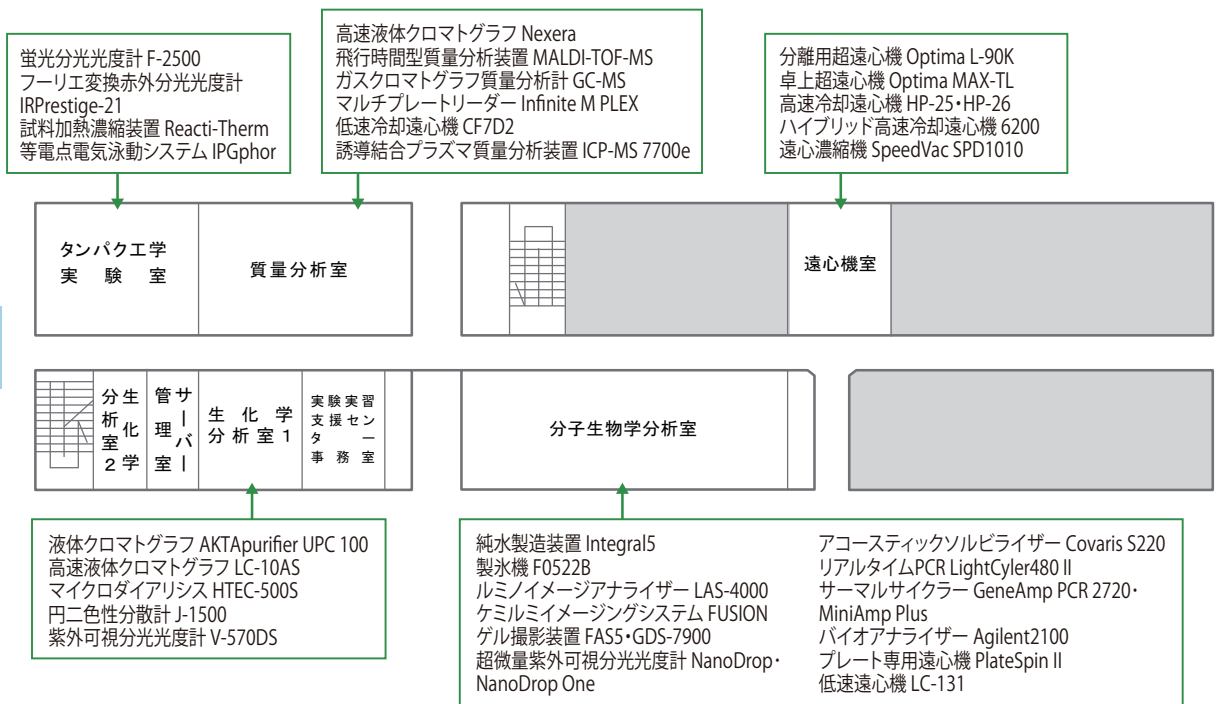 蛍光分光光度計 F-2500
フーリエ変換赤外分光光度計
IRPrestige-21
試料加熱濃縮装置 Reacti-Therm
等電点電気泳動システム IPGphor
高速液体クロマトグラフ Nexera
飛行時間型質量分析装置 MALDI-TOF-MS
ガスクロマトグラフ質量分析計 GC-MS
マルチプレートリーダー Infinite M PLEX
低速冷却遠心機 CF7D2
誘導結合プラズマ質量分析装置 ICP-MS 7700e
分離用超遠心機 Optima L-90K
卓上超遠心機 Optima MAX-TL
高速冷却遠心機 HP-25・HP-26
ハイブリッド高速冷却遠心機 6200
遠心濃縮機 SpeedVac SPD1010
タンパク工学
実験室
質量分析室
遠心機室
生化学
分析室2
サーバー
管理室
生化学
分析室1
実験実習
支援セン
ター
事務室
分子生物学分析室
液体クロマトグラフ AKTApurifier UPC 100
高速液体クロマトグラフ LC-10AS
マイクロダイアリシス HTEC-500S
円二色性分散計 J-1500
紫外可視分光光度計 V-570DS
純水製造装置 Integral5
製氷機 F0522B
ルミノイメージアナライザー LAS-4000
ケミルミイメージングシステム FUSION
ゲル撮影装置 FAS5・GDS-7900
超微量紫外可視分光光度計 NanoDrop・
NanoDrop One
アコースティックソルビライザー Covaris S220
リアルタイムPCR LightCyler480 II
サーマルサイクラー GeneAmp PCR 2720・
MiniAmp Plus
バイオアナライザー Agilent2100
プレート専用遠心機 PlateSpin II
低速遠心機 LC-131